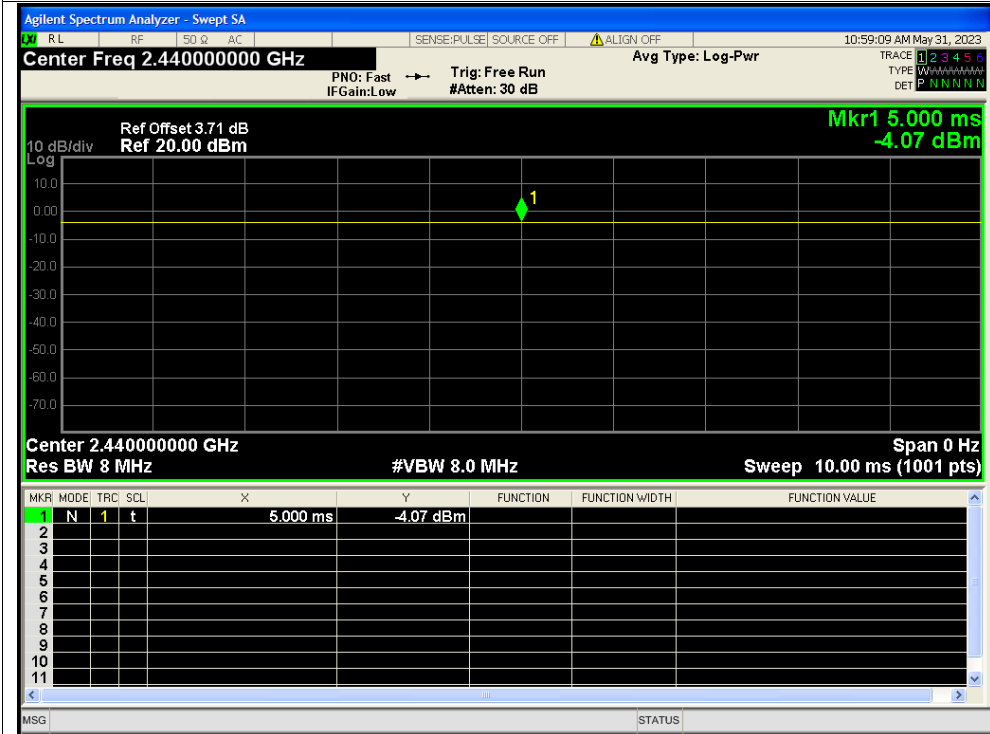 Agilent Spectrum Analyzer - Swept SA
LXI RL RF 50 Ω AC SENSE:PULSE SOURCE OFF ALIGN OFF 10:59:09 AM May 31, 2023
Center Freq 2.440000000 GHz Avg Type: Log-Pwr TRACE 1 2 3 4 5 6
PNO: Fast Trig: Free Run TYPE WWWWWWW
IFGain:Low #Atten: 30 dB DET P N N N N N
Mkr1 5.000 ms
Ref Offset 3.71 dB
10 dB/div Ref 20.00 dBm -4.07 dBm
Log
10.0
1
0.00
-10.0
-20.0
-30.0
-40.0
-50.0
-60.0
-70.0
Center 2.440000000 GHz Span 0 Hz
Res BW 8 MHz #VBW 8.0 MHz Sweep 10.00 ms (1001 pts)
MKR MODE TRC SCL X Y FUNCTION FUNCTION WIDTH FUNCTION VALUE
1 N 1 t 5.000 ms -4.07 dBm
2
3
4
5
6
7
8
9
10
11
MSG STATUS